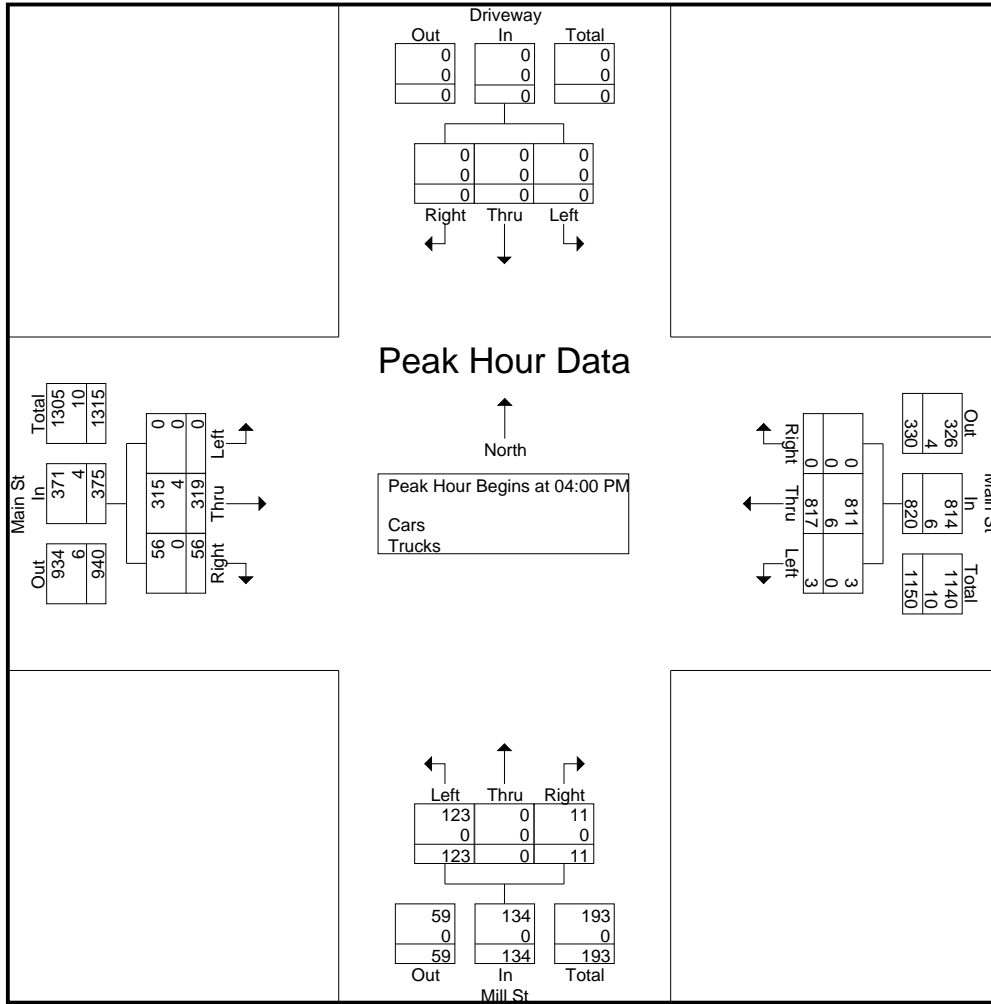 Driveway
Out In Total
0 0 0
0 0 0
0 0 0
0 0 0
0 0 0
0 0 0
Right Thru Left
Peak Hour Data
North
Peak Hour Begins at 04:00 PM
Cars
Trucks
Main St
Out In Total
934 371 1305
6 4 10
940 375 1315
56 315 0
0 4 0
56 319 0
Right Thru Left
Main St
Out In Total
326 814 1140
4 6 10
330 820 1150
0 811 3
0 6 0
0 817 3
Right Thru Left
Left Thru Right
123 0 11
0 0 0
123 0 11
59 134 193
0 0 0
59 134 193
Out In Total
Mill St